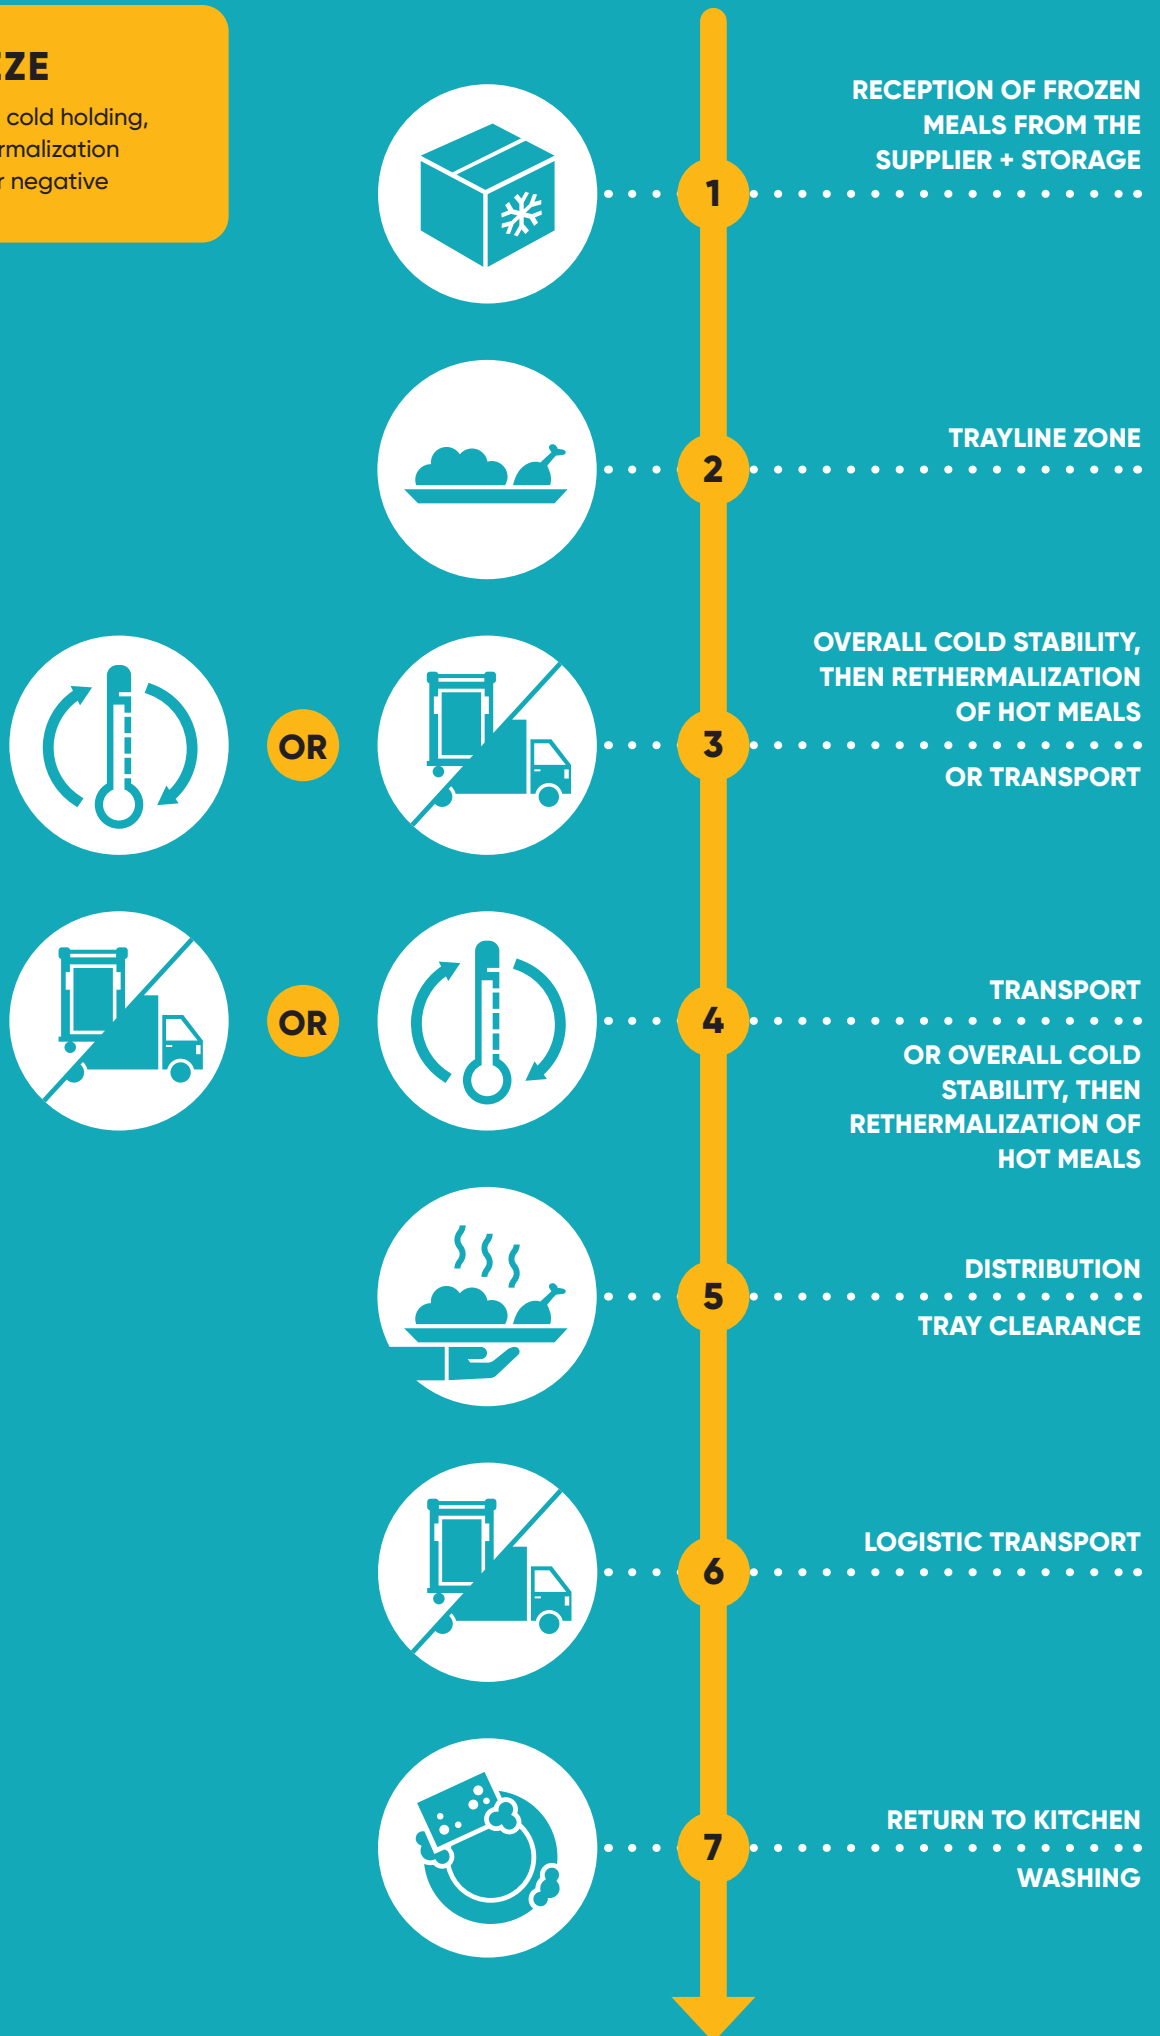 cold holding,
negative
RECEPTION OF FROZEN
MEALS FROM THE
SUPPLIER + STORAGE
1
TRAYLINE ZONE
2
OVERALL COLD STABILITY,
THEN RETHERMALIZATION
OF HOT MEALS
OR
3
OR TRANSPORT
TRANSPORT
OR
4
OR OVERALL COLD
STABILITY, THEN
RETHERMALIZATION OF
HOT MEALS
DISTRIBUTION
5
TRAY CLEARANCE
LOGISTIC TRANSPORT
6
RETURN TO KITCHEN
7
WASHING